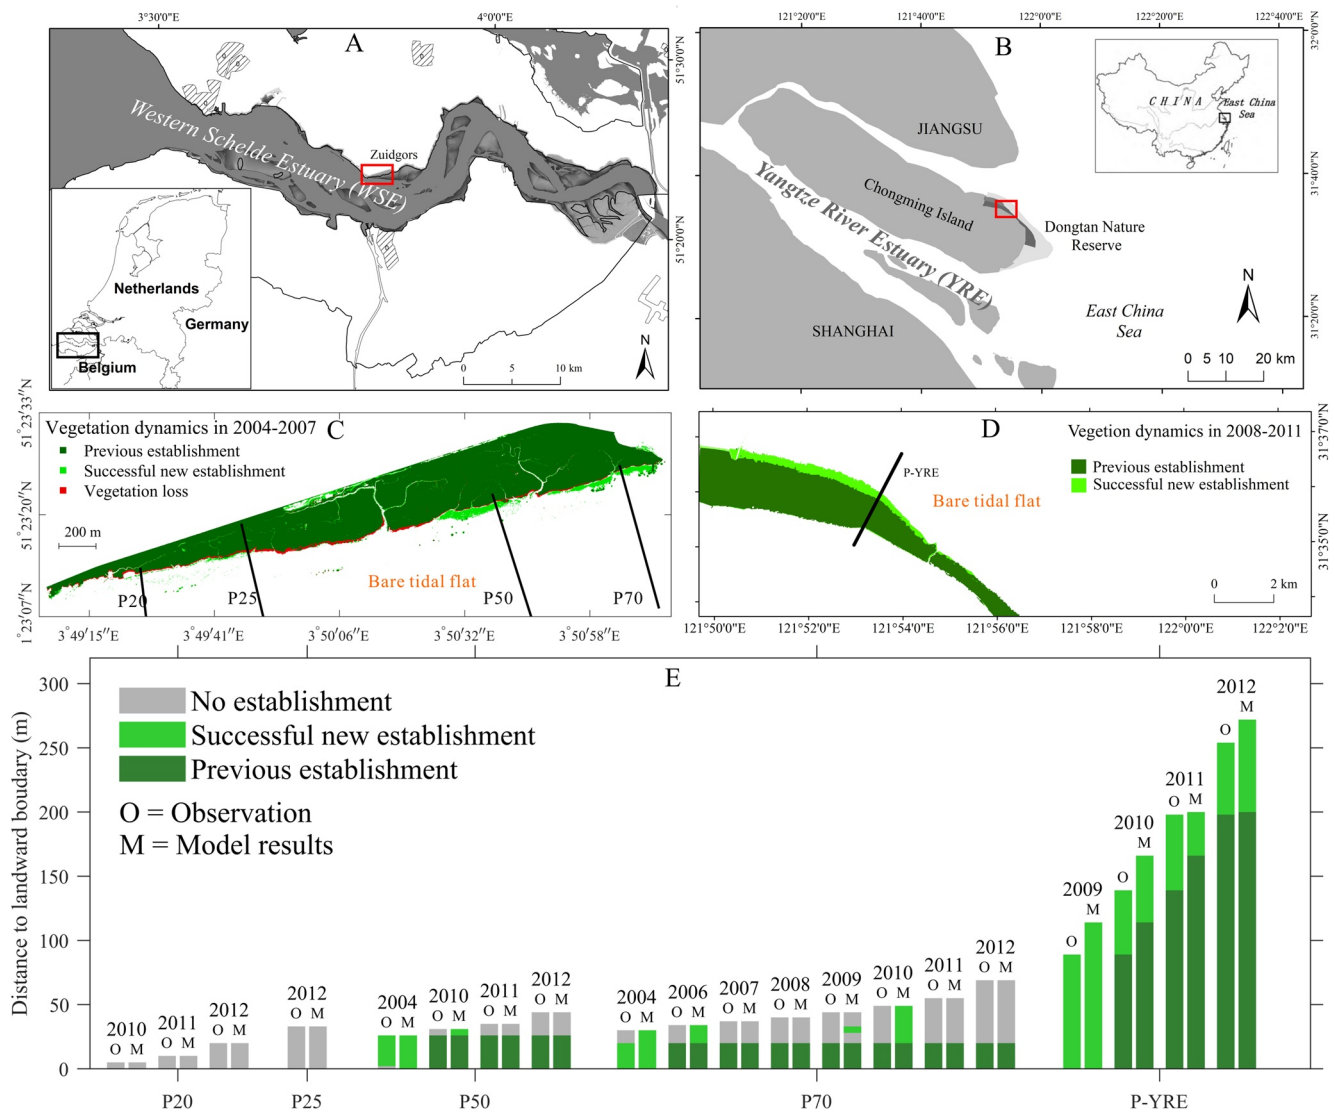 3°30'0"E
4°0'0"E
A
51°30'0"N
51°20'0"N
Western Schelde Estuary (WSE)
Zuidgors
Netherlands
Germany
Belgium
N
0 5 10 km
121°20'0"E
121°40'0"E
122°0'0"E
122°20'0"E
122°40'0"E
B
32°0'0"N
31°40'0"N
31°20'0"N
CHINA
East China
Sea
JIANGSU
Chongming Island
Yangtze River Estuary (YRE)
Dongtan Nature
Reserve
SHANGHAI
East China
Sea
N
0 5 10 20 km
51°23'33"N
51°23'20"N
1°23'07"N
Vegetation dynamics in 2004-2007
C
Previous establishment
Successful new establishment
Vegetation loss
200 m
Bare tidal flat
P20
P25
P50
P70
3°49'15"E
3°49'41"E
3°50'06"E
3°50'32"E
3°50'58"E
D
Vegetion dynamics in 2008-2011
Previous establishment
Successful new establishment
P-YRE
Bare tidal flat
0 2 km
31°37'0"N
31°35'0"N
121°50'0"E
121°52'0"E
121°54'0"E
121°56'0"E
121°58'0"E
122°0'0"E
122°2'0"E
E
Distance to landward boudary (m)
300
250
200
150
100
50
0
No establishment
Successful new establishment
Previous establishment
O = Observation
M = Model results
2010
O M
2011
O M
2012
O M
2012
O M
2004
O M
2010
O M
2011
O M
2012
O M
2004
O M
2006
O M
2007
O M
2008
O M
2009
O M
2010
O M
2011
O M
2012
O M
2009
O M
2010
O M
2011
O M
2012
O M
P20
P25
P50
P70
P-YRE